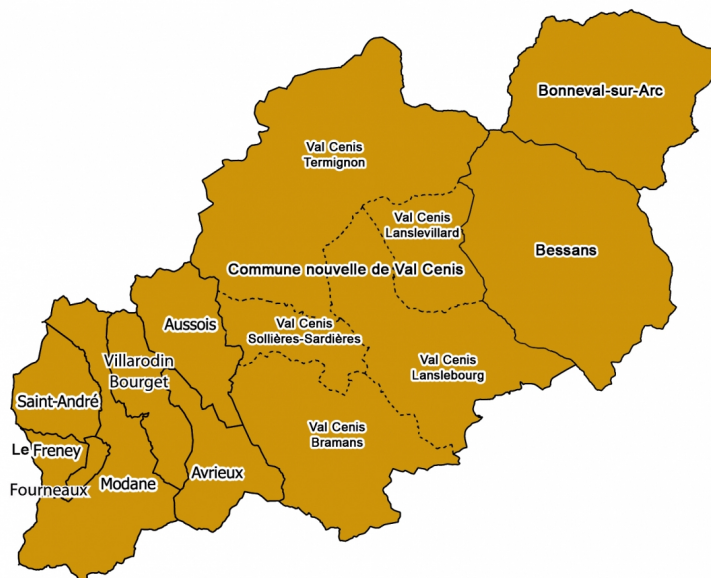 Bonneval-sur-Arc
Val Cenis
Termignon
Val Cenis
Lanslevillard
Bessans
Commune nouvelle de Val Cenis
Aussois
Val Cenis
Sollières-Sardières
Villarodin
Bourget
Val Cenis
Lanslebourg
Saint-André
Val Cenis
Bramans
Le Freney
Avrieux
Modane
Fourneaux